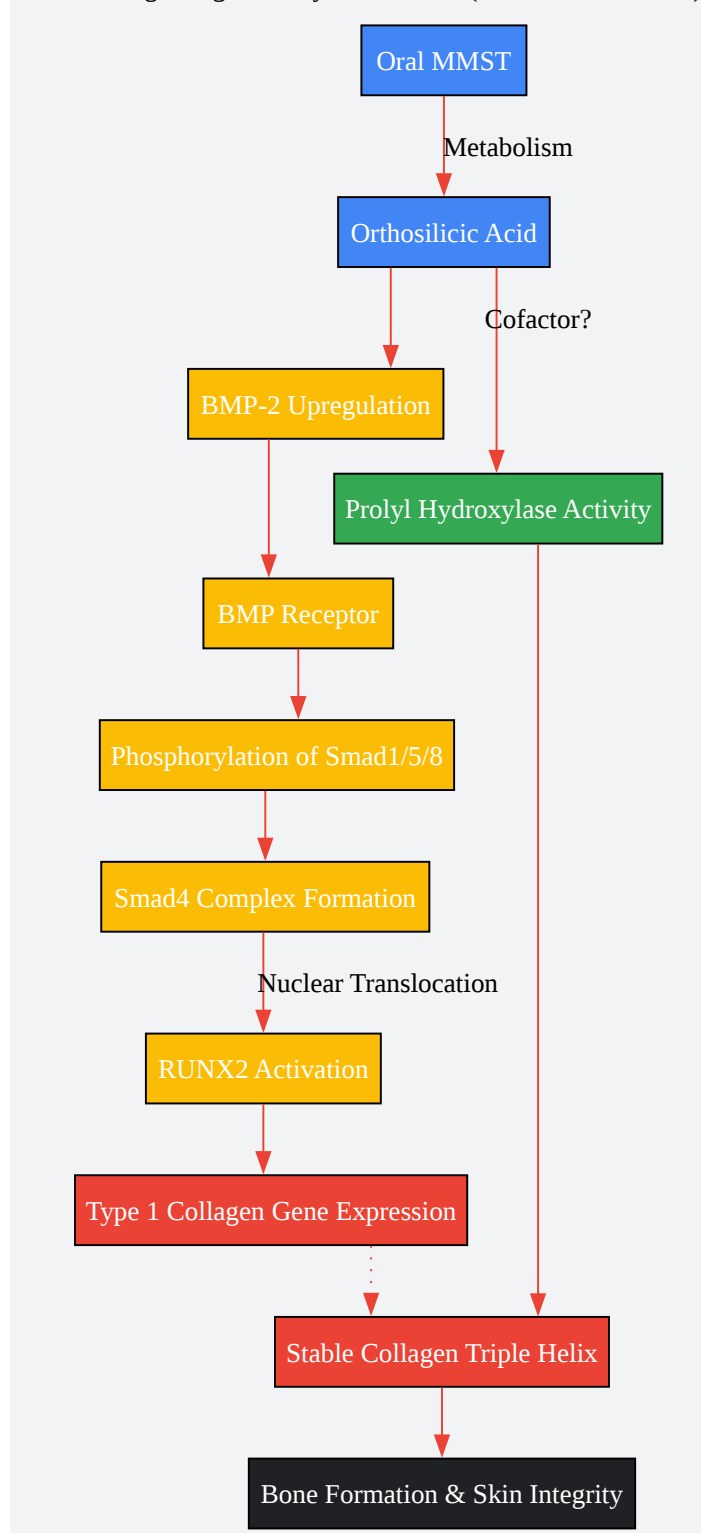 Oral MMST
Metabolism
Orthosilicic Acid
Cofactor?
BMP-2 Upregulation
Prolyl Hydroxylase Activity
BMP Receptor
Phosphorylation of Smad1/5/8
Smad4 Complex Formation
Nuclear Translocation
RUNX2 Activation
Type 1 Collagen Gene Expression
Stable Collagen Triple Helix
Bone Formation & Skin Integrity